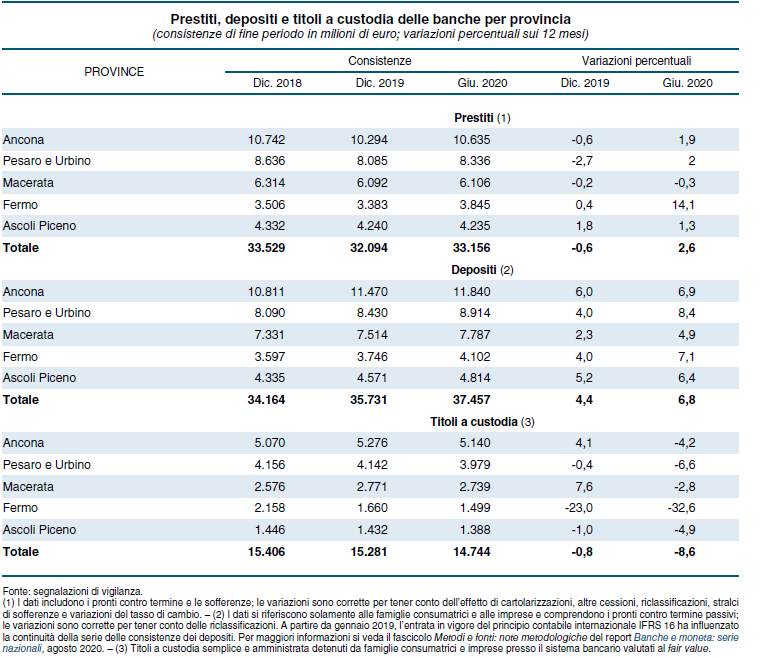 Prestiti, depositi e titoli a custodia delle banche per provincia
(consistenze di fine periodo in milioni di euro; variazioni percentuali sui 12 mesi)
PROVINCE Consistenze Variazioni percentuali
Dic. 2018 Dic. 2019 Giu. 2020 Dic. 2019 Giu. 2020
Prestiti (1)
Ancona 10.742 10.294 10.635 -0,6 1,9
Pesaro e Urbino 8.636 8.085 8.336 -2,7 2
Macerata 6.314 6.092 6.106 -0,2 -0,3
Fermo 3.506 3.383 3.845 0,4 14,1
Ascoli Piceno 4.332 4.240 4.235 1,8 1,3
Totale 33.529 32.094 33.156 -0,6 2,6
Depositi (2)
Ancona 10.811 11.470 11.840 6,0 6,9
Pesaro e Urbino 8.090 8.430 8.914 4,0 8,4
Macerata 7.331 7.514 7.787 2,3 4,9
Fermo 3.597 3.746 4.102 4,0 7,1
Ascoli Piceno 4.335 4.571 4.814 5,2 6,4
Totale 34.164 35.731 37.457 4,4 6,8
Titoli a custodia (3)
Ancona 5.070 5.276 5.140 4,1 -4,2
Pesaro e Urbino 4.156 4.142 3.979 -0,4 -6,6
Macerata 2.576 2.771 2.739 7,6 -2,8
Fermo 2.158 1.660 1.499 -23,0 -32,6
Ascoli Piceno 1.446 1.432 1.388 -1,0 -4,9
Totale 15.406 15.281 14.744 -0,8 -8,6
Fonte: segnalazioni di vigilanza.
(1) I dati includono i pronti contro termine e le sofferenze; le variazioni sono corrette per tener conto dell'effetto di cartolarizzazioni, altre cessioni, riclassificazioni, stralci
di sofferenze e variazioni del tasso di cambio. – (2) I dati si riferiscono solamente alle famiglie consumatrici e alle imprese e comprendono i pronti contro termine passivi;
le variazioni sono corrette per tener conto delle riclassificazioni. A partire da gennaio 2019, l'entrata in vigore del principio contabile internazionale IFRS 16 ha influenzato
la continuità della serie delle consistenze dei depositi. Per maggiori informazioni si veda il fascicolo Metodi e fonti: note metodologiche del report Banche e moneta: serie
nazionali, agosto 2020. – (3) Titoli a custodia semplice e amministrata detenuti da famiglie consumatrici e imprese presso il sistema bancario valutati al fair value.